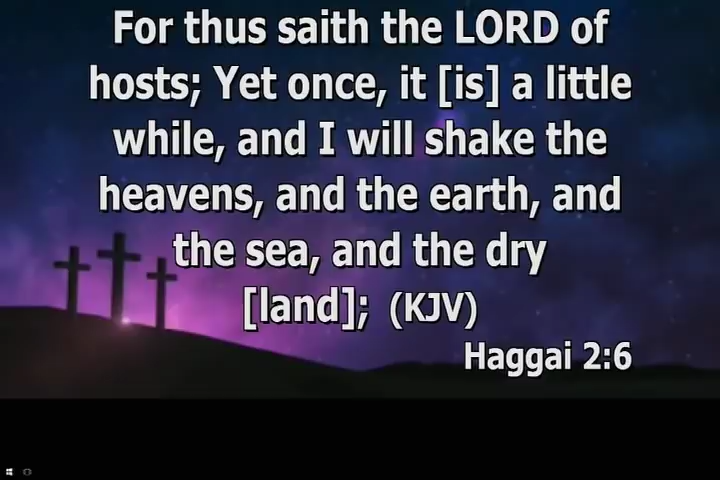 For thus saith the LORD of
hosts; Yet once, it [is] a little
while, and I will shake the
heavens, and the earth, and
the sea, and the dry
[land]; (KJV)
Haggai 2:6